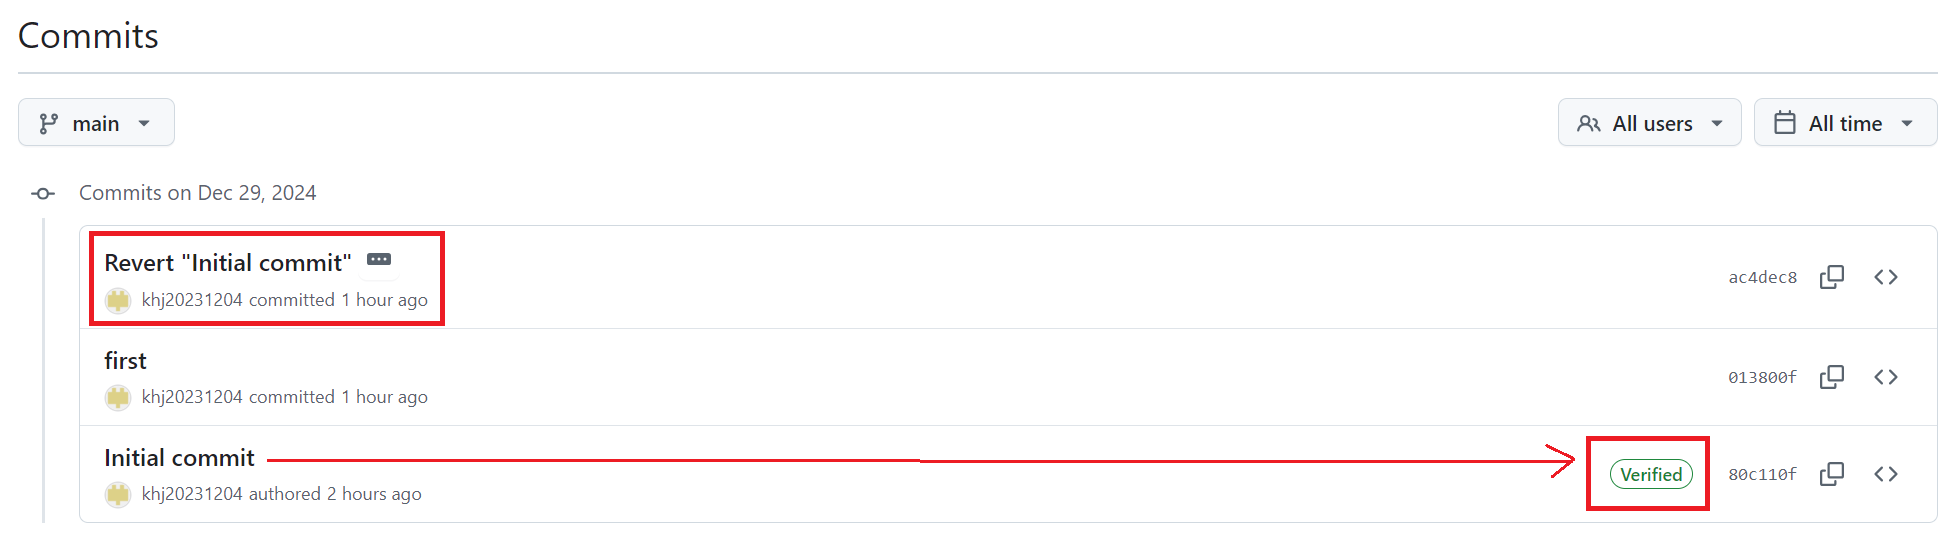 Commits
main
All users
All time
Commits on Dec 29, 2024
Revert "Initial commit"
khj20231204 committed 1 hour ago
ac4dec8
first
khj20231204 committed 1 hour ago
013800f
Initial commit
khj20231204 authored 2 hours ago
Verified
80c110f